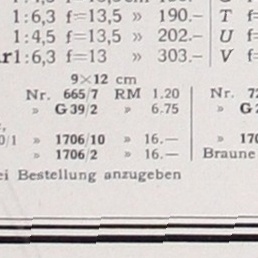 1:6,3 f=13,5 » 190.– T f
1:4,5 f=13,5 » 202.– U f
r1:6,3 f=13 » 303.– V f
9×12 cm
Nr. 665/7 RM 1.20 Nr. 7
» G 39/2 » 6.75 » G
0/1 » 1706/10 » 16.— » 170
» 1706/2 » 16.— Braune
ei Bestellung anzugeben